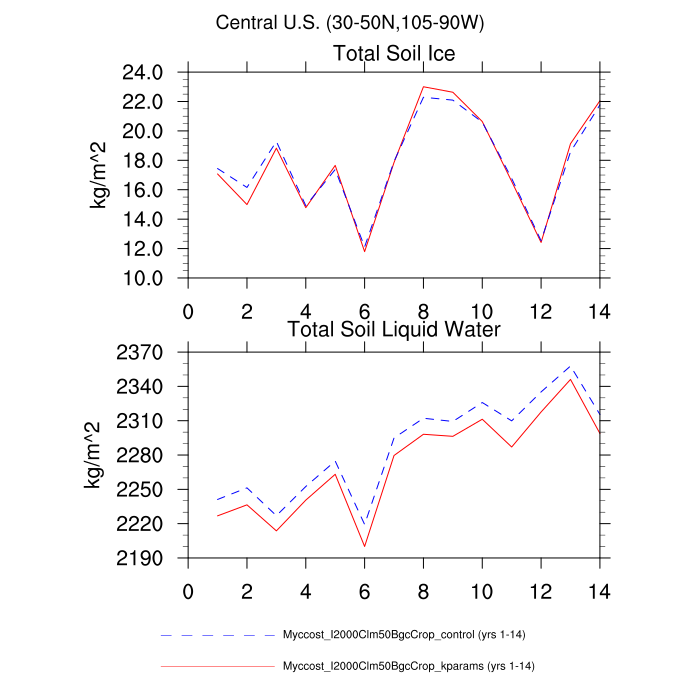 Central U.S. (30-50N,105-90W)
Total Soil Ice
24.0
22.0
20.0
18.0
16.0
14.0
12.0
10.0
kg/m^2
0 2 4 6 8 10 12 14
Total Soil Liquid Water
2370
2340
2310
2280
2250
2220
2190
kg/m^2
0 2 4 6 8 10 12 14
Myccost_I2000Clm50BgcCrop_control (yrs 1-14)
Myccost_I2000Clm50BgcCrop_kparams (yrs 1-14)